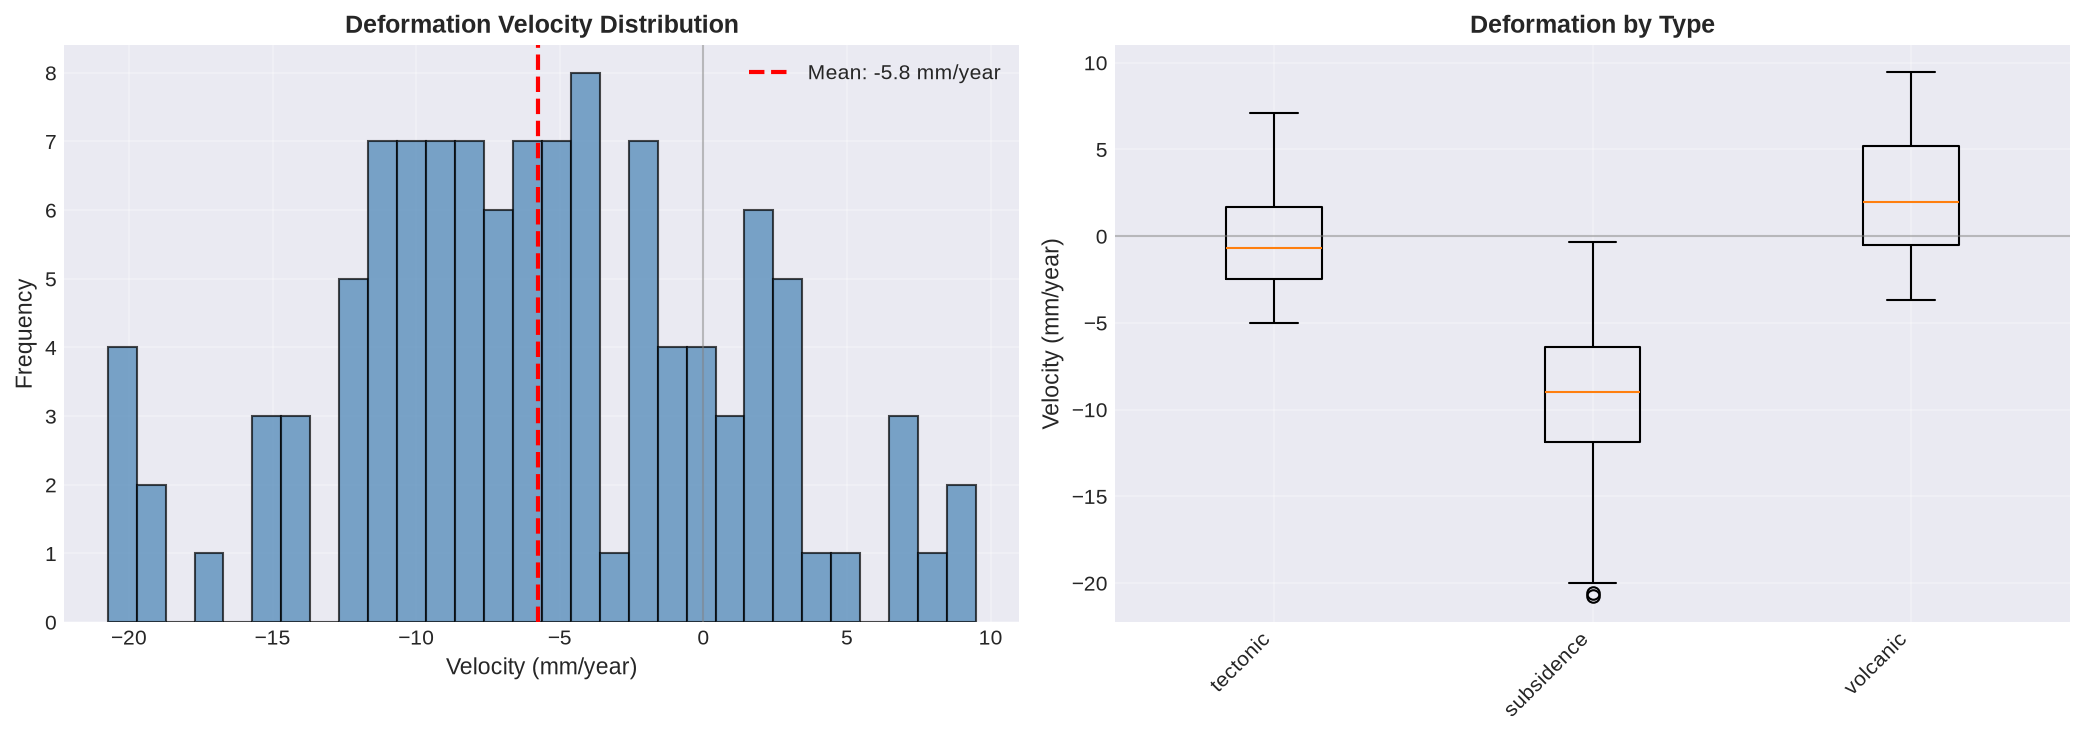 Deformation Velocity Distribution
Mean: -5.8 mm/year
Frequency
8
7
6
5
4
3
2
1
0
−20
−15
−10
−5
0
5
10
Velocity (mm/year)
Deformation by Type
Velocity (mm/year)
10
5
0
−5
−10
−15
−20
tectonic
subsidence
volcanic